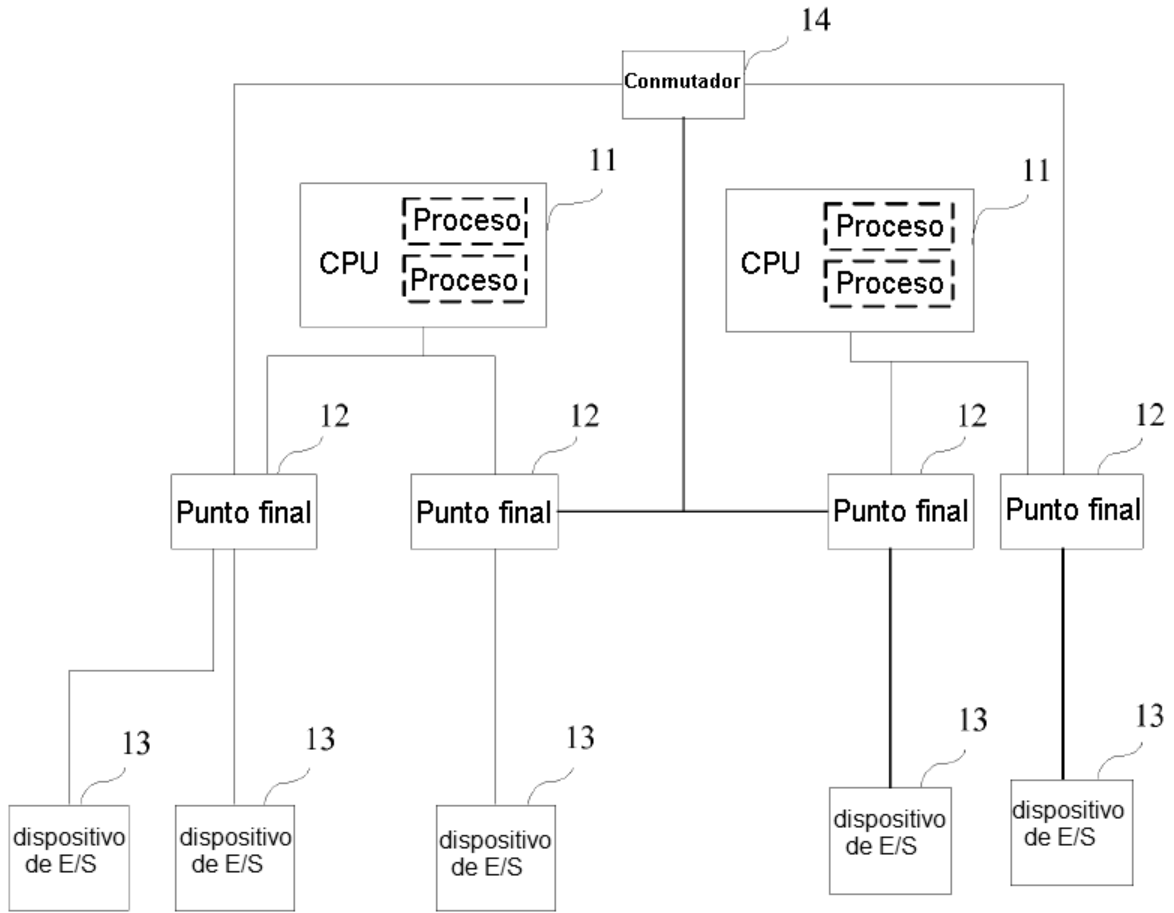 14
Conmutador
11
11
Proceso
CPU
Proceso
Proceso
CPU
Proceso
12
12
12
12
Punto final
Punto final
Punto final
Punto final
13
13
13
13
13
dispositivo
de E/S
dispositivo
de E/S
dispositivo
de E/S
dispositivo
de E/S
dispositivo
de E/S